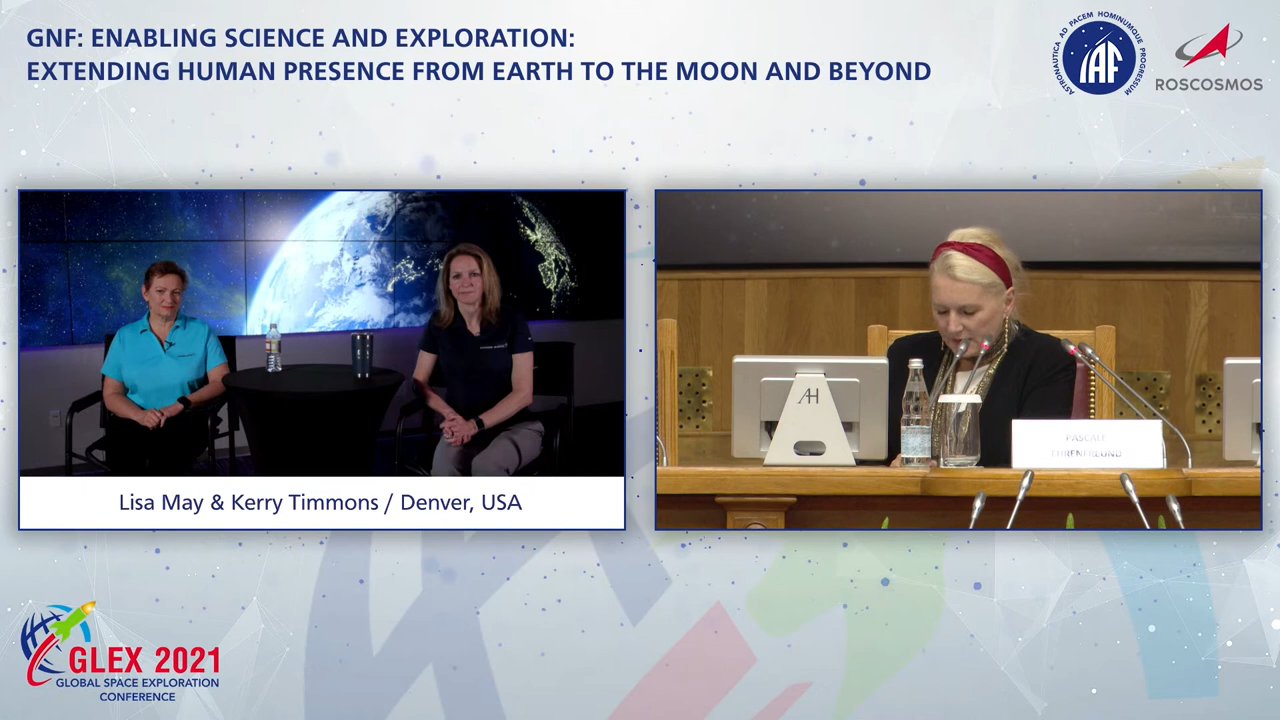 GNF: ENABLING SCIENCE AND EXPLORATION:
EXTENDING HUMAN PRESENCE FROM EARTH TO THE MOON AND BEYOND
ASTRONAUTICA AD PACEM HOMINUMQUE PROGRESSUM
IAF
ROSCOSMOS
Lisa May & Kerry Timmons / Denver, USA
AH
PASCALE
EHRENFREUND
GLEX 2021
GLOBAL SPACE EXPLORATION
CONFERENCE